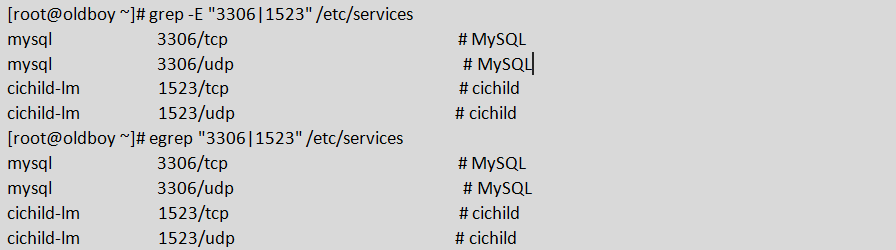 [root@oldboy ~]# grep -E "3306|1523" /etc/services
mysql 3306/tcp # MySQL
mysql 3306/udp # MySQL
cichild-lm 1523/tcp # cichild
cichild-lm 1523/udp # cichild
[root@oldboy ~]# egrep "3306|1523" /etc/services
mysql 3306/tcp # MySQL
mysql 3306/udp # MySQL
cichild-lm 1523/tcp # cichild
cichild-lm 1523/udp # cichild